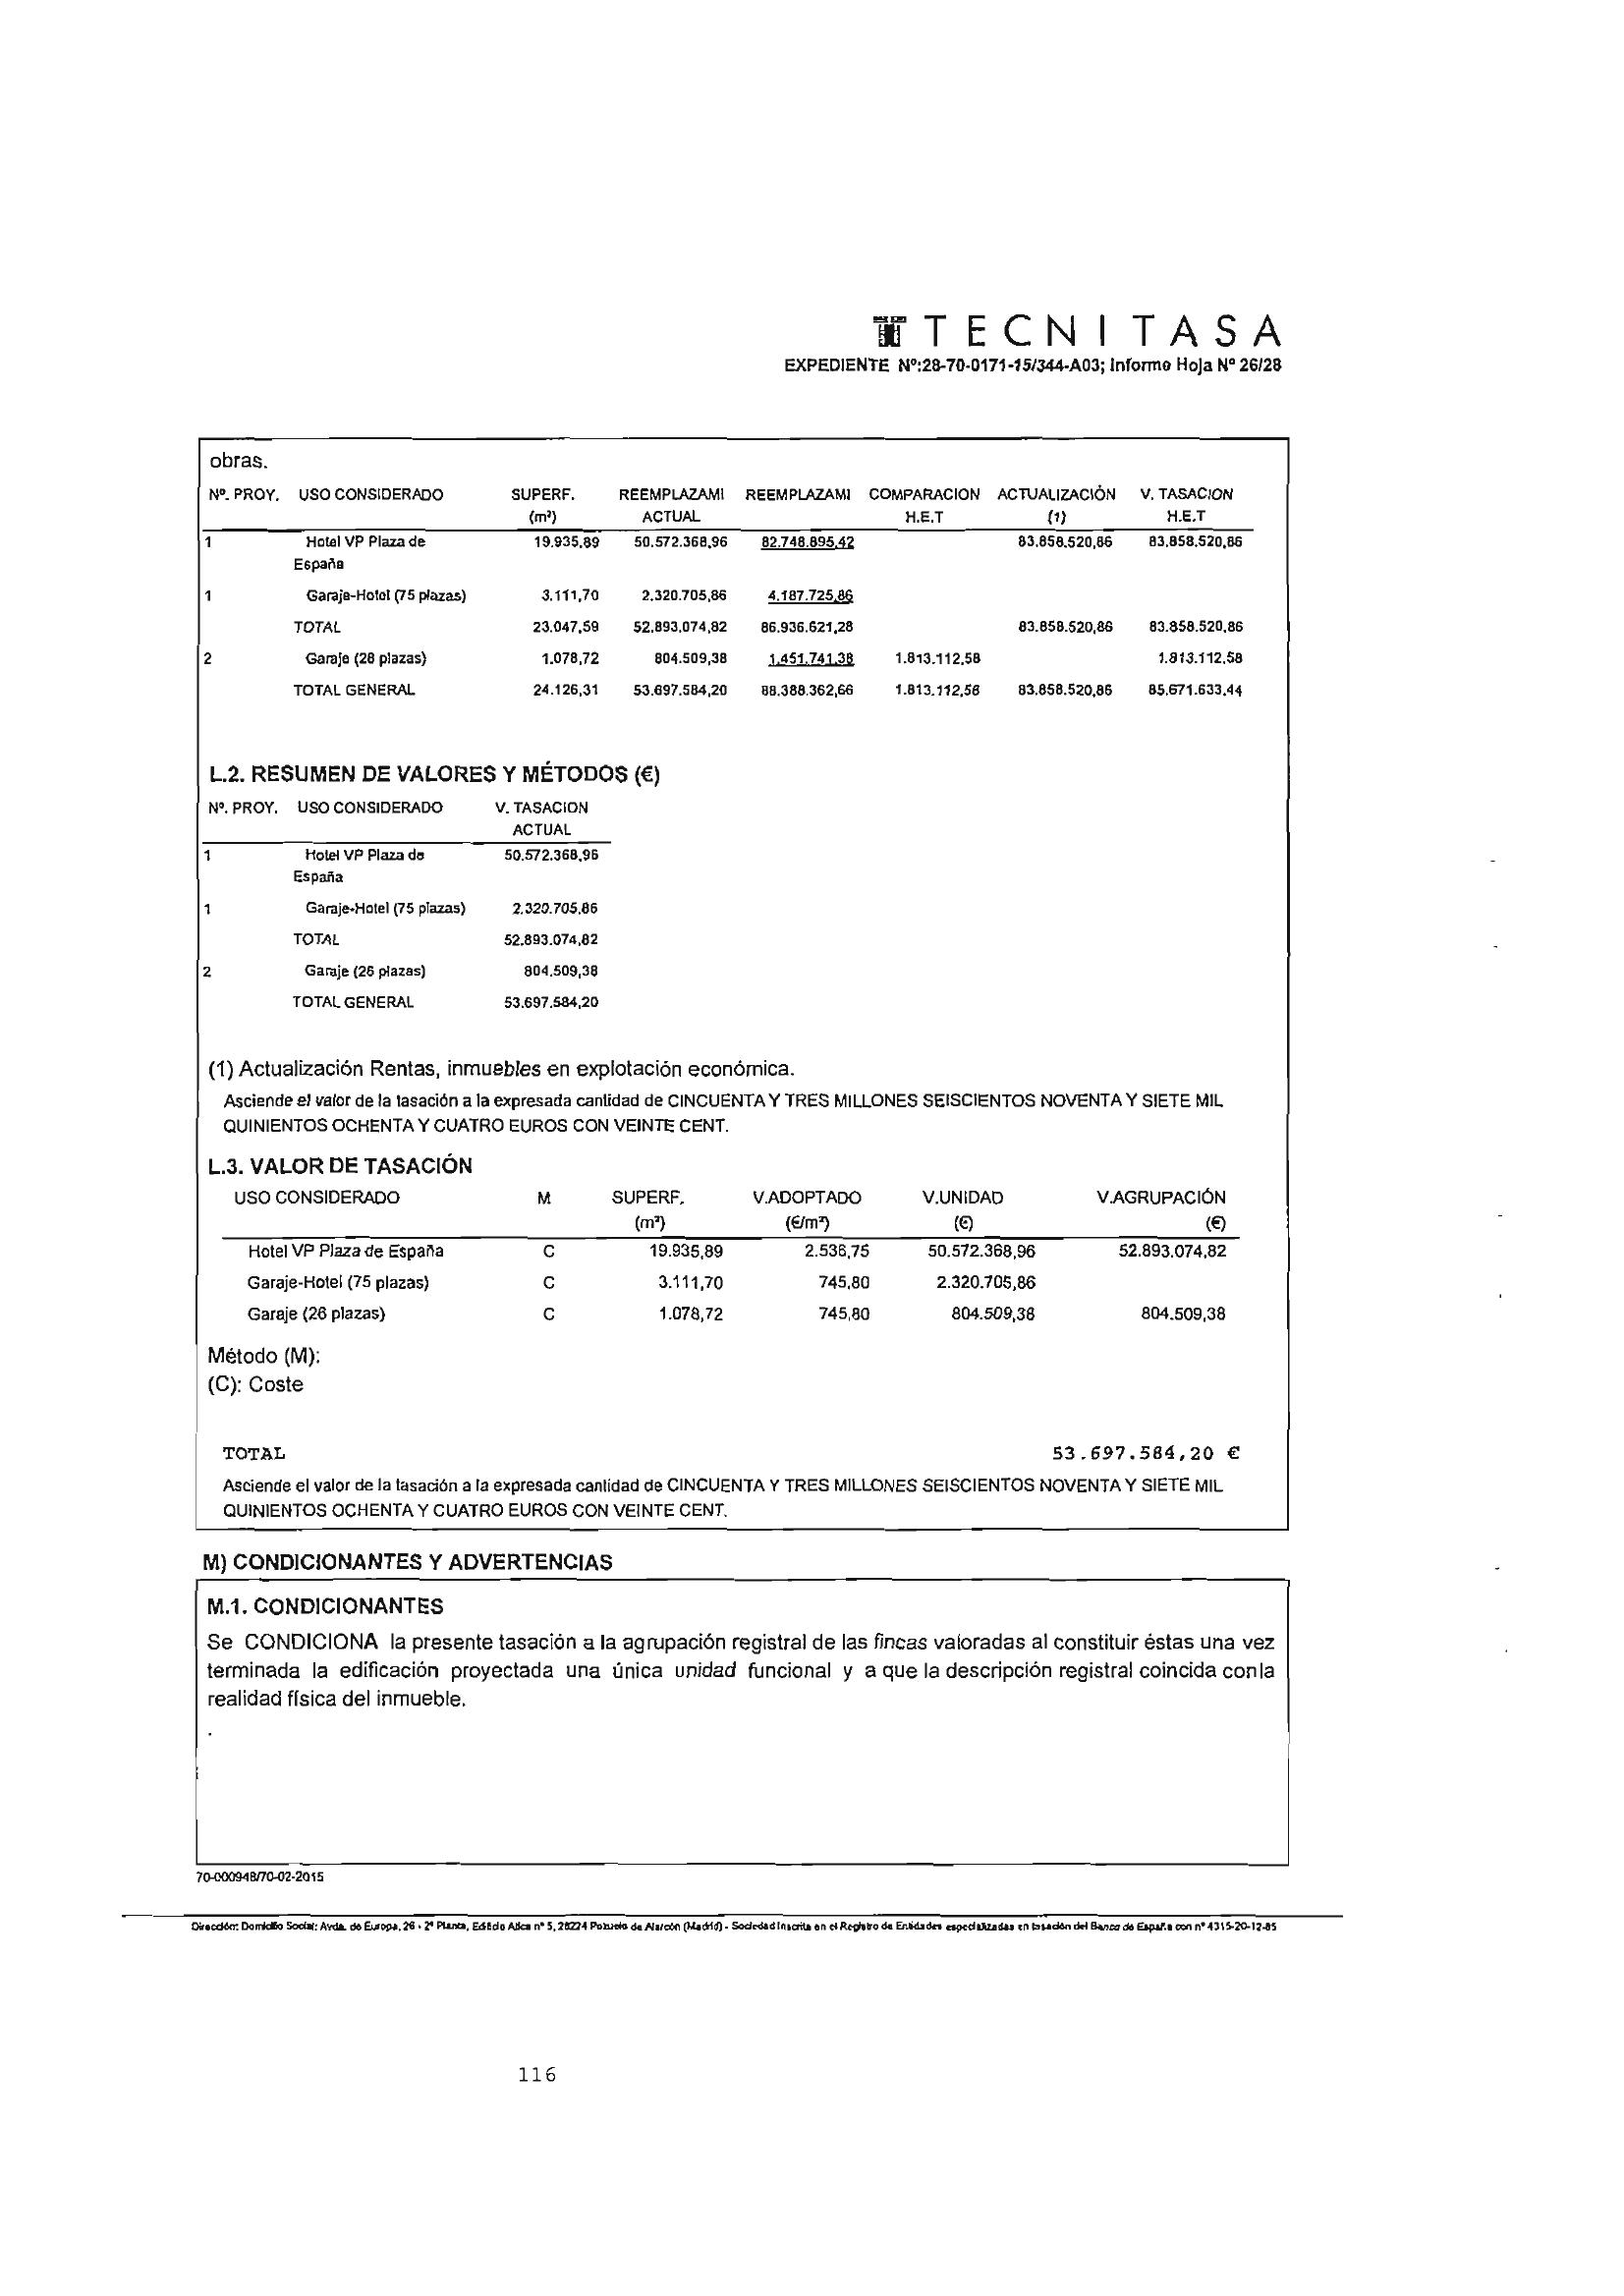 TECNITASA
EXPEDIENTE Nº:28-70-0171-15/344-A03; Informe Hoja Nº 26/28
obras.
Nº. PROY. USO CONSIDERADO SUPERF. REEMPLAZAMI REEMPLAZAMI COMPARACION ACTUALIZACIÓN V. TASACION
(m²) ACTUAL H.E.T (1) H.E.T
1 Hotel VP Plaza de 19.935,89 50.572.368,96 82.748.895,42 83.858.520,86 83.858.520,86
España
1 Garaje-Hotel (75 plazas) 3.111,70 2.320.705,86 4.187.725,86
TOTAL 23.047,59 52.893.074,82 86.936.621,28 83.858.520,86 83.858.520,86
2 Garaje (26 plazas) 1.078,72 804.509,38 1.451.741,38 1.813.112,58 1.813.112,58
TOTAL GENERAL 24.126,31 53.697.584,20 88.388.362,66 1.813.112,58 83.858.520,86 85.671.633,44
L.2. RESUMEN DE VALORES Y MÉTODOS (€)
Nº. PROY. USO CONSIDERADO V. TASACION
ACTUAL
1 Hotel VP Plaza de 50.572.368,96
España
1 Garaje-Hotel (75 plazas) 2.320.705,86
TOTAL 52.893.074,82
2 Garaje (26 plazas) 804.509,38
TOTAL GENERAL 53.697.584,20
(1) Actualización Rentas, inmuebles en explotación económica.
Asciende el valor de la tasación a la expresada cantidad de CINCUENTA Y TRES MILLONES SEISCIENTOS NOVENTA Y SIETE MIL
QUINIENTOS OCHENTA Y CUATRO EUROS CON VEINTE CENT.
L.3. VALOR DE TASACIÓN
USO CONSIDERADO M SUPERF. V.ADOPTADO V.UNIDAD V.AGRUPACIÓN
(m²) (€/m²) (€) (€)
Hotel VP Plaza de España C 19.935,89 2.536,75 50.572.368,96 52.893.074,82
Garaje-Hotel (75 plazas) C 3.111,70 745,80 2.320.705,86
Garaje (26 plazas) C 1.078,72 745,80 804.509,38 804.509,38
Método (M):
(C): Coste
TOTAL 53.697.584,20 €
Asciende el valor de la tasación a la expresada cantidad de CINCUENTA Y TRES MILLONES SEISCIENTOS NOVENTA Y SIETE MIL
QUINIENTOS OCHENTA Y CUATRO EUROS CON VEINTE CENT.
M) CONDICIONANTES Y ADVERTENCIAS
M.1. CONDICIONANTES
Se CONDICIONA la presente tasación a la agrupación registral de las fincas valoradas al constituir éstas una vez
terminada la edificación proyectada una única unidad funcional y a que la descripción registral coincida con la
realidad física del inmueble.
.
70-000948/70-02-2015
Dirección: Domicilio Social: Avda. de Europa, 26 - 2ª Planta, Edificio Atica nº 5, 28224 Pozuelo de Alarcón (Madrid) - Sociedad Inscrita en el Registro de Entidades especializadas en tasación del Banco de España con nº 4315-20-12-85
116